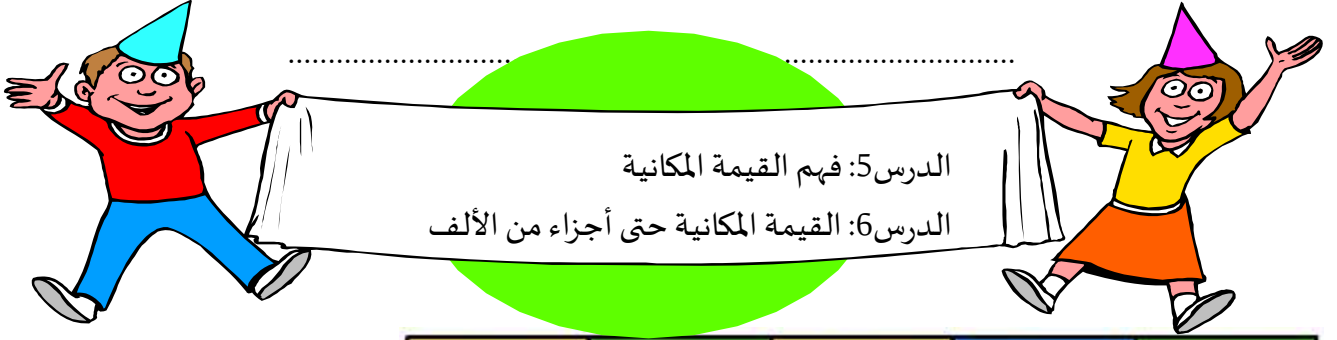 الدرس5: فهم القيمة المكانية
الدرس6: القيمة المكانية حتى أجزاء من الألف